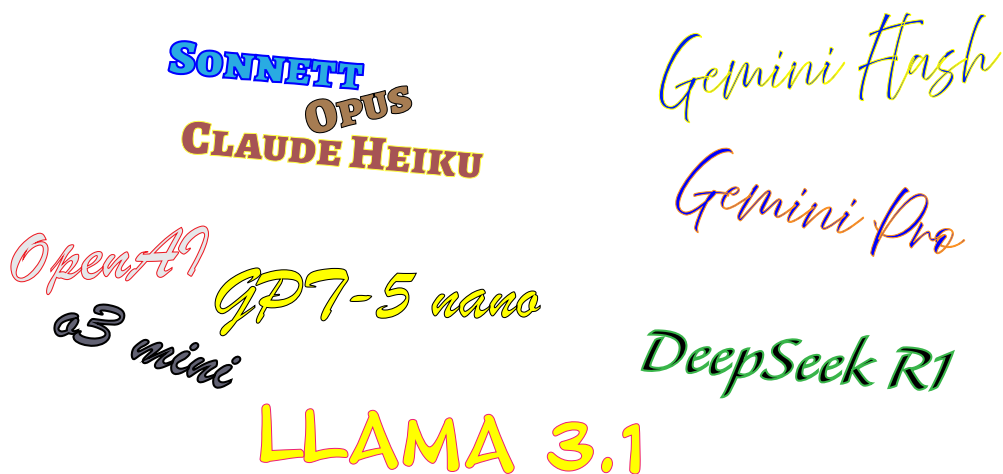 Sonnett
Opus
Claude Heiku
Gemini Flash
Gemini Pro
OpenAI
GPT-5 nano
o3 mini
DeepSeek R1
LLAMA 3.1